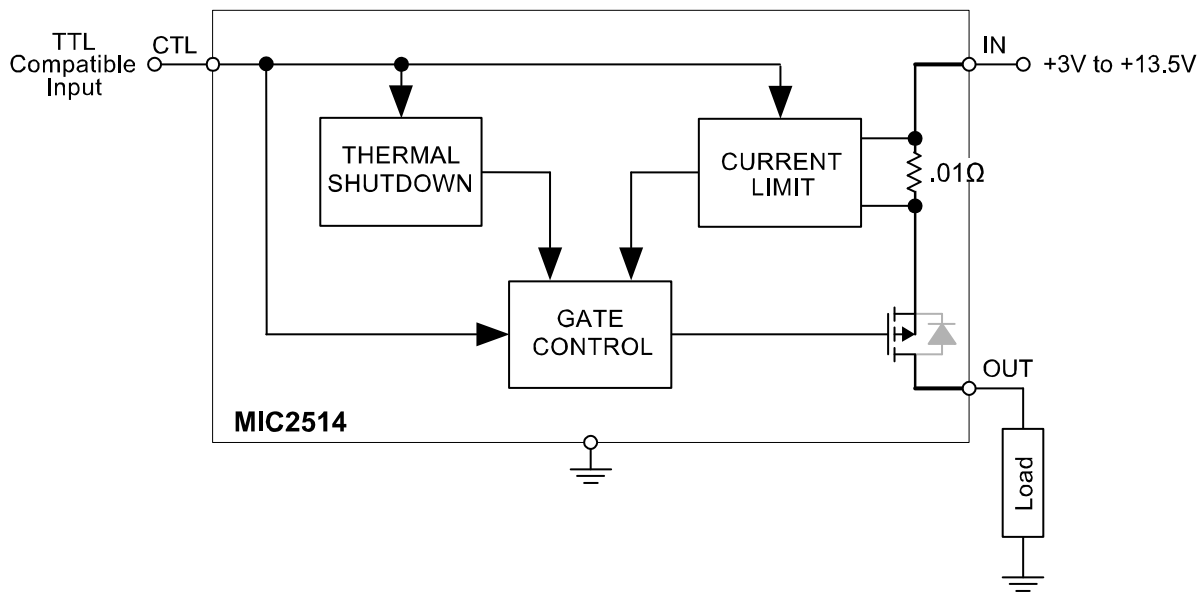 TTL
Compatible
Input
CTL
IN
+3V to +13.5V
THERMAL
SHUTDOWN
CURRENT
LIMIT
.01Ω
GATE
CONTROL
OUT
MIC2514
Load